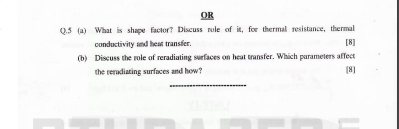 OR
Q.5 (a) What is shape factor? Discuss role of it, for thermal resistance, thermal
conductivity and heat transfer. [8]
(b) Discuss the role of reradiating surfaces on heat transfer. Which parameters affect
the reradiating surfaces and how? [8]
---------------------------